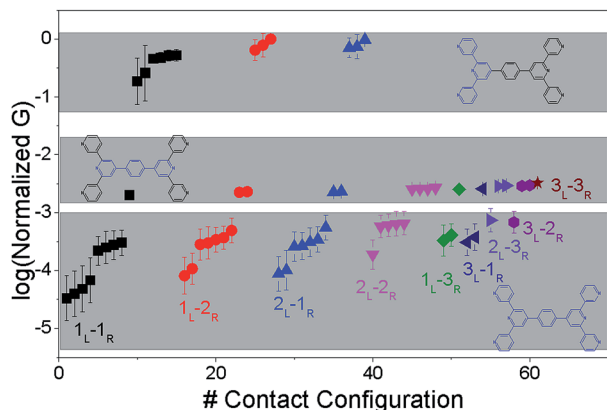 0
-1
-2
-3
-4
-5
log(Normalized G)
3L-3R
3L-2R
2L-3R
3L-1R
1L-3R
2L-2R
2L-1R
1L-2R
1L-1R
0 20 40 60 80
# Contact Configuration